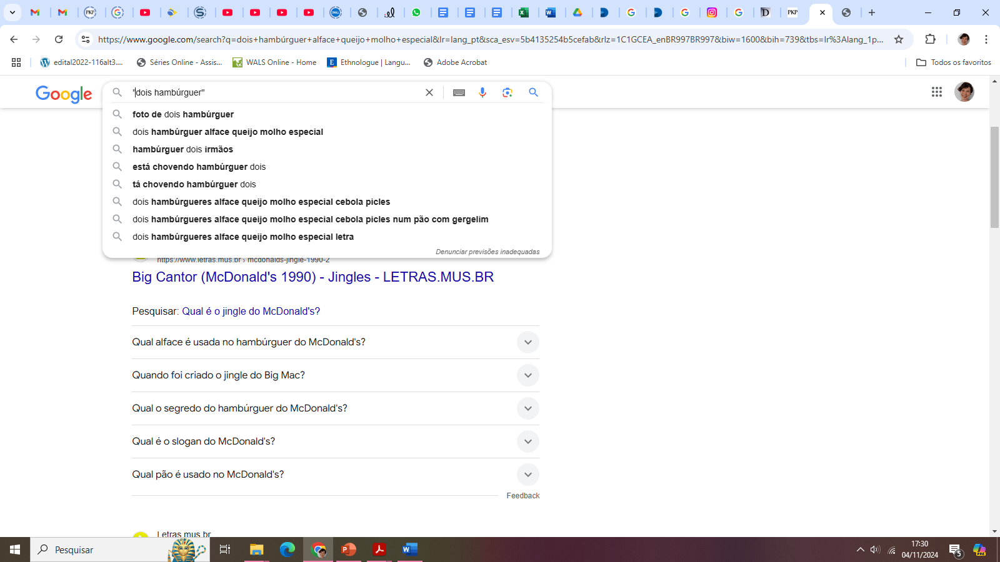 https://www.google.com/search?q=dois+hambúrguer+alface+queijo+molho+especial&lr=lang_pt&sca_esv=5b4135254b5cefab&rlz=1C1GCEA_enBR997BR997&biw=1600&bih=739&tbs=lr%3Alang_1p...
edital2022-116alt3....
Séries Online - Assis...
WALS Online - Home
Ethnologue | Langu...
Adobe Acrobat
Todos os favoritos
Google
"dois hambúrguer"
foto de dois hambúrguer
dois hambúrguer alface queijo molho especial
hambúrguer dois irmãos
está chovendo hambúrguer dois
tá chovendo hambúrguer dois
dois hambúrgueres alface queijo molho especial cebola picles
dois hambúrgueres alface queijo molho especial cebola picles num pão com gergelim
dois hambúrgueres alface queijo molho especial letra
Denunciar previsões inadequadas
https://www.letras.mus.br › mcdonalds-jingle-1990-2
Big Cantor (McDonald's 1990) - Jingles - LETRAS.MUS.BR
Pesquisar: Qual é o jingle do McDonald's?
Qual alface é usada no hambúrguer do McDonald's?
Quando foi criado o jingle do Big Mac?
Qual o segredo do hambúrguer do McDonald's?
Qual é o slogan do McDonald's?
Qual pão é usado no McDonald's?
Feedback
Letras.mus.br
Pesquisar
17:30
04/11/2024
5